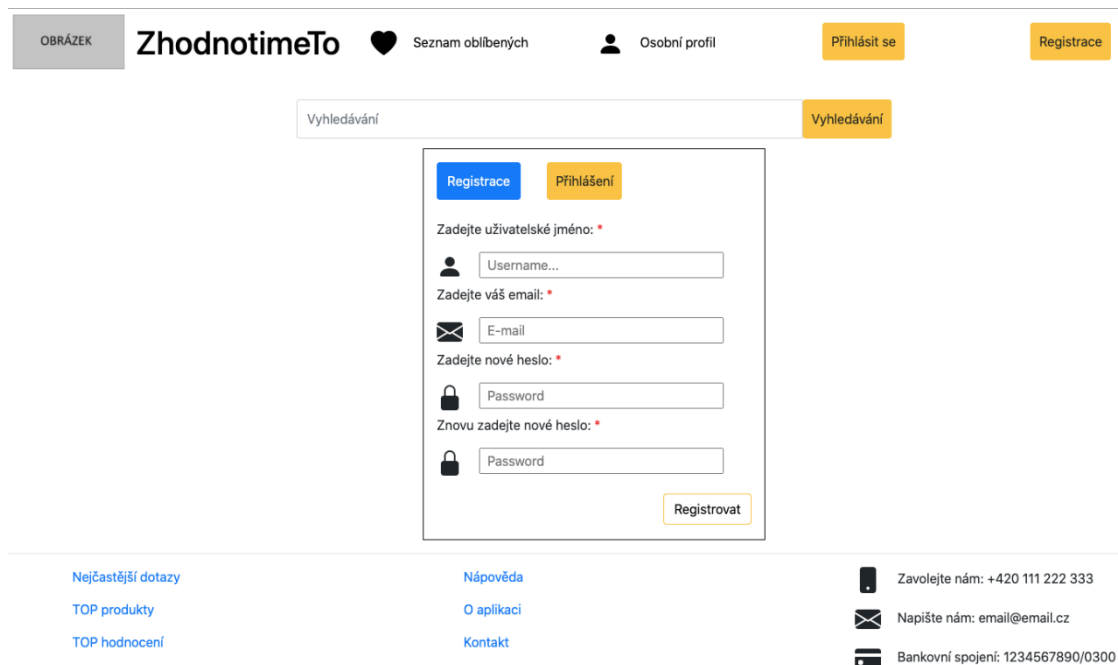 OBRÁZEK
ZhodnotimeTo
Seznam oblíbených
Osobní profil
Přihlásit se
Registrace
Vyhledávání
Vyhledávání
Registrace
Přihlášení
Zadejte uživatelské jméno: *
Username...
Zadejte váš email: *
E-mail
Zadejte nové heslo: *
Password
Znovu zadejte nové heslo: *
Password
Registrovat
Nejčastější dotazy
TOP produkty
TOP hodnocení
Nápověda
O aplikaci
Kontakt
Zavolejte nám: +420 111 222 333
Napište nám: email@email.cz
Bankovní spojení: 1234567890/0300